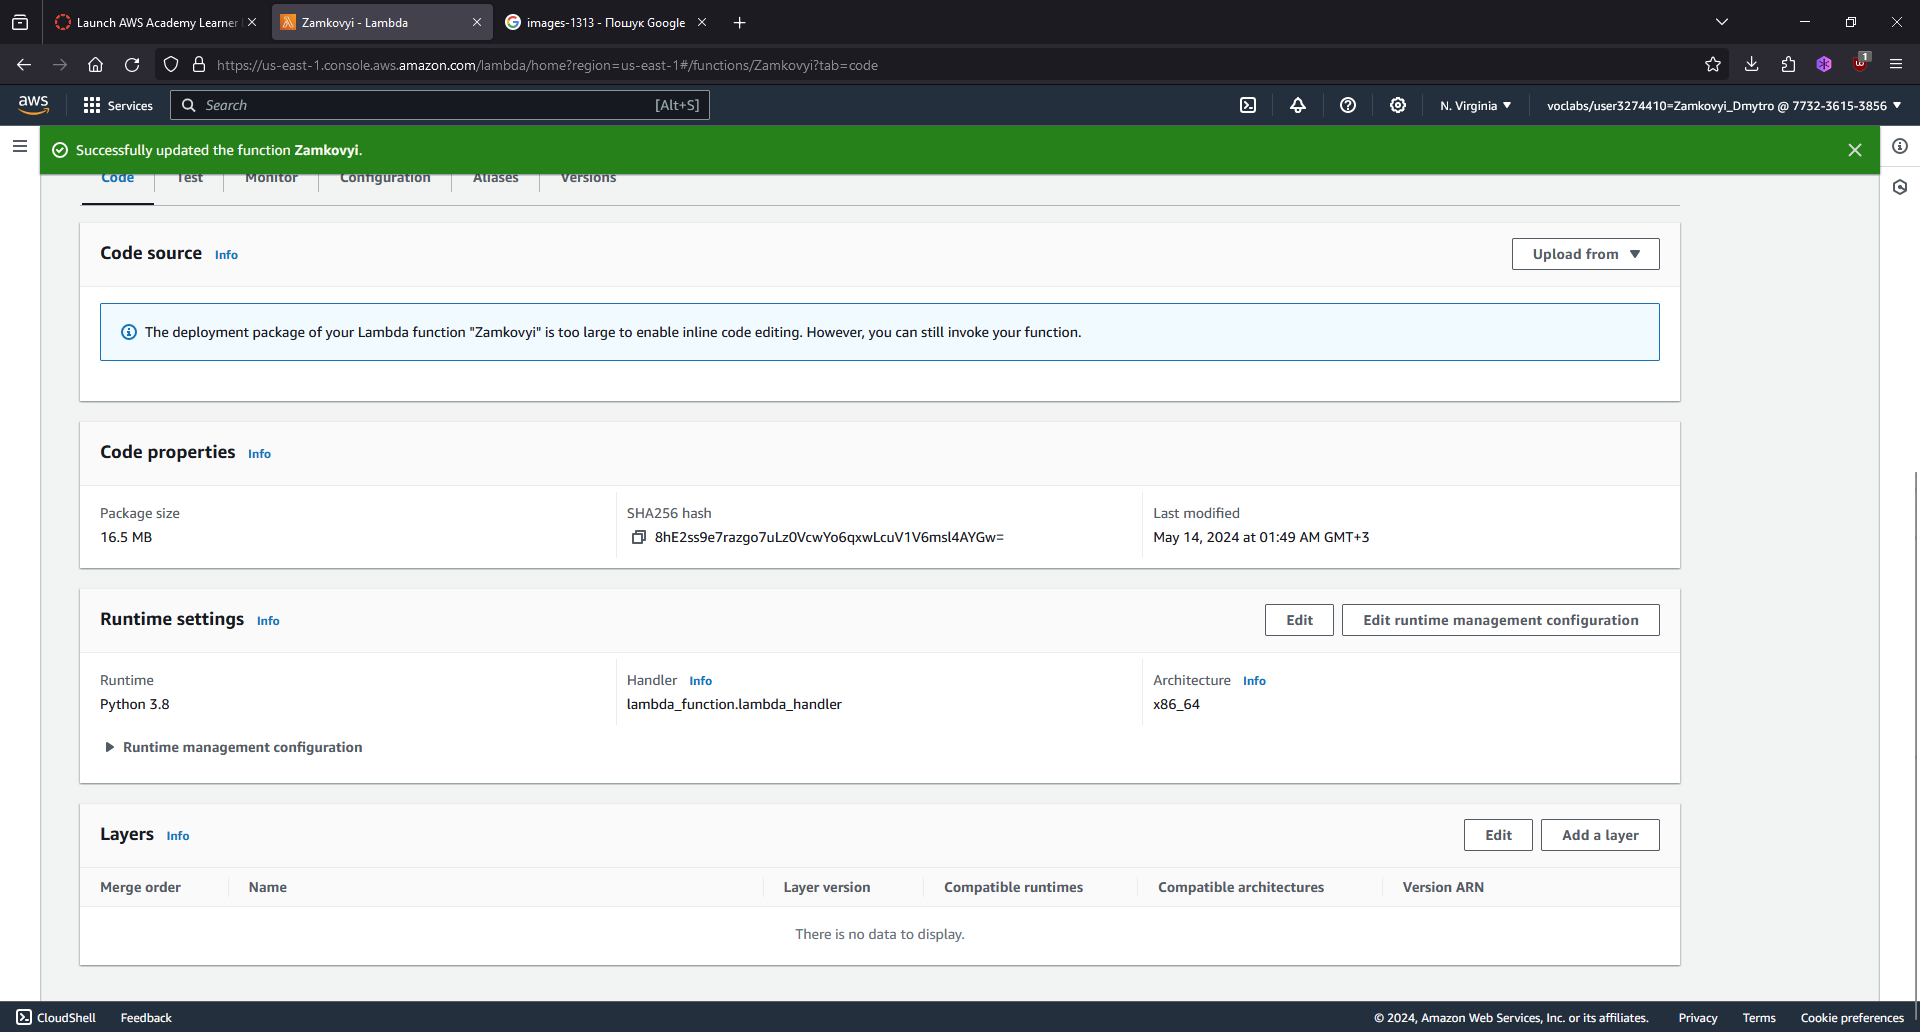 Launch AWS Academy Learner
Zamkovyi - Lambda
images-1313 - Пошук Google
https://us-east-1.console.aws.amazon.com/lambda/home?region=us-east-1#/functions/Zamkovyi?tab=code
1
aws
Services
Search
[Alt+S]
N. Virginia
voclabs/user3274410=Zamkovyi_Dmytro @ 7732-3615-3856
Successfully updated the function Zamkovyi.
Code
Test
Monitor
Configuration
Aliases
Versions
Code source
Info
Upload from
The deployment package of your Lambda function "Zamkovyi" is too large to enable inline code editing. However, you can still invoke your function.
Code properties
Info
Package size
16.5 MB
SHA256 hash
8hE2ss9e7razgo7uLz0VcwYo6qxwLcuV1V6msl4AYGw=
Last modified
May 14, 2024 at 01:49 AM GMT+3
Runtime settings
Info
Edit
Edit runtime management configuration
Runtime
Python 3.8
Handler
Info
lambda_function.lambda_handler
Architecture
Info
x86_64
Runtime management configuration
Layers
Info
Edit
Add a layer
Merge order
Name
Layer version
Compatible runtimes
Compatible architectures
Version ARN
There is no data to display.
CloudShell
Feedback
© 2024, Amazon Web Services, Inc. or its affiliates.
Privacy
Terms
Cookie preferences